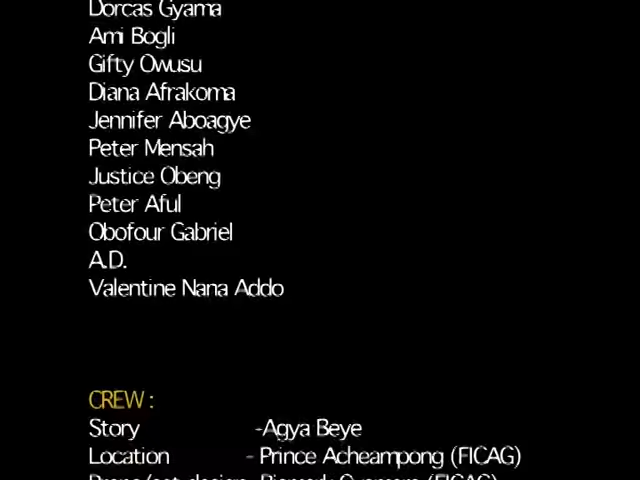 Dorcas Gyama
Ami Bogli
Gifty Owusu
Diana Afrakoma
Jennifer Aboagye
Peter Mensah
Justice Obeng
Peter Aful
Obofour Gabriel
A.D.
Valentine Nana Addo
CREW :
Story -Agya Beye
Location - Prince Acheampong (FICAG)